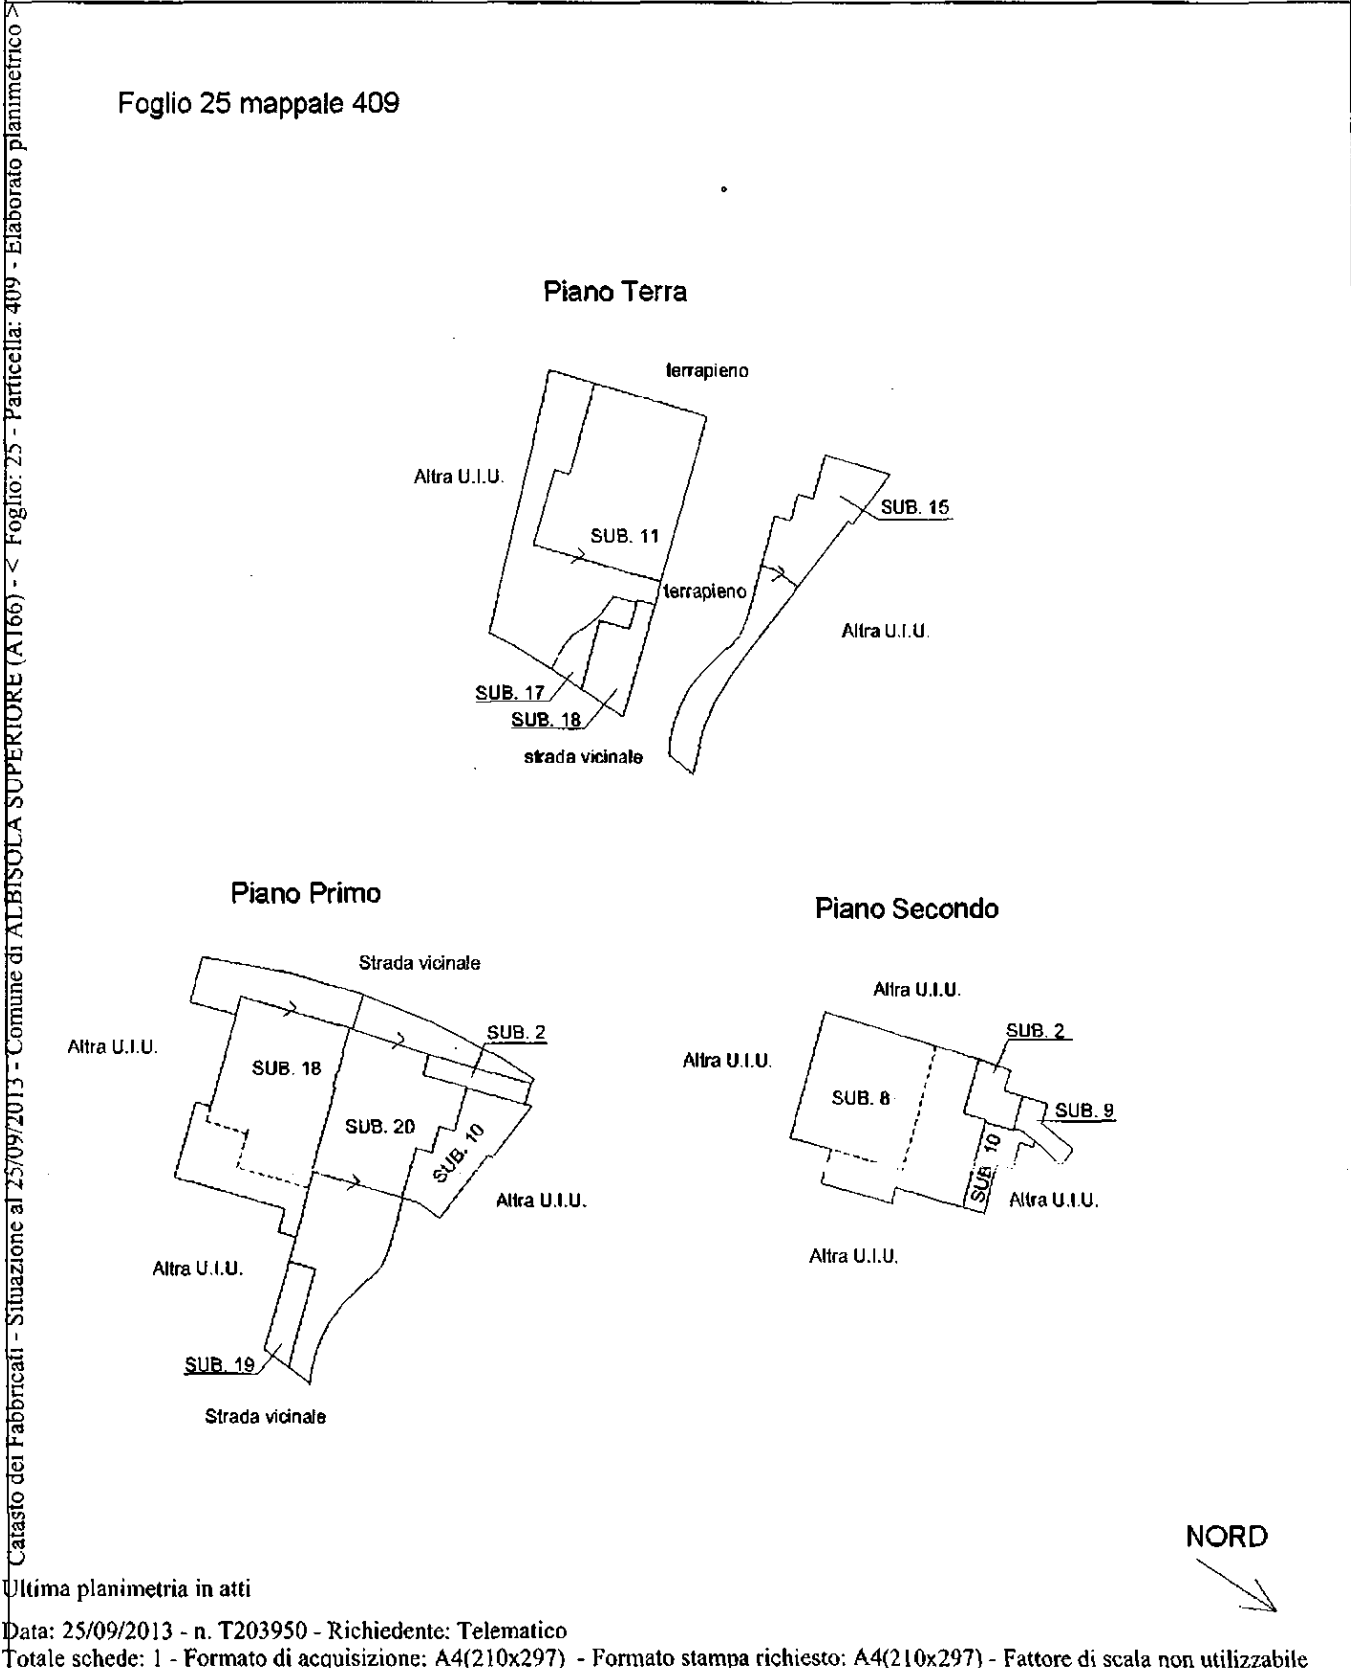 Catasto dei Fabbricati - Situazione al 25/09/2013 - Comune di ALBISOLA SUPERIORE (A166) - < Foglio: 25 - Particella: 409 - Elaborato planimetrico >
Foglio 25 mappale 409
Piano Terra
terrapieno
Altra U.I.U.
SUB. 15
SUB. 11
terrapieno
Altra U.I.U.
SUB. 17
SUB. 18
strada vicinale
Piano Primo
Strada vicinale
SUB. 2
Altra U.I.U.
SUB. 18
SUB. 20
SUB. 10
Altra U.I.U.
Altra U.I.U.
SUB. 19
Strada vicinale
Piano Secondo
Altra U.I.U.
SUB. 2
Altra U.I.U.
SUB. 8
SUB. 9
SUB. 10
Altra U.I.U.
Altra U.I.U.
NORD
Ultima planimetria in atti
Data: 25/09/2013 - n. T203950 - Richiedente: Telematico
Totale schede: 1 - Formato di acquisizione: A4(210x297) - Formato stampa richiesto: A4(210x297) - Fattore di scala non utilizzabile